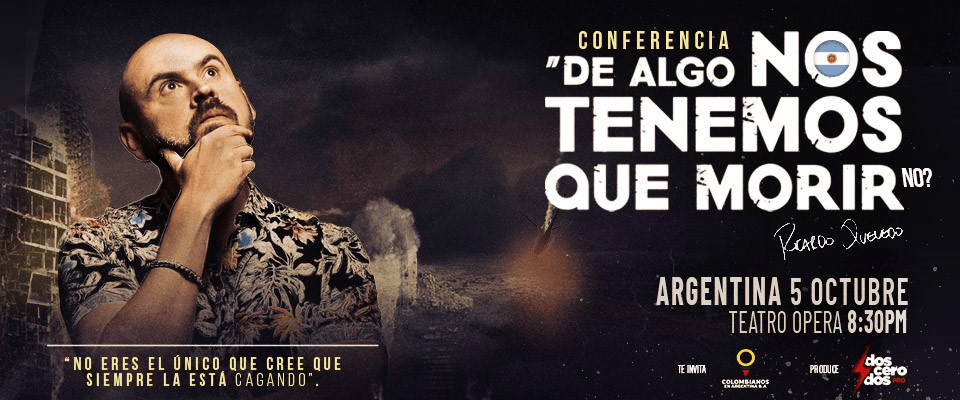 CONFERENCIA
"DE ALGO NOS
TENEMOS
QUE MORIR NO?
RICARDO QUEVEDO
ARGENTINA 5 OCTUBRE
TEATRO OPERA 8:30PM
"NO ERES EL ÚNICO QUE CREE QUE
SIEMPRE LA ESTÁ CAGANDO".
TE INVITA
COLOMBIANOS
EN ARGENTINA B.A
PRODUCE
dos
cero
dos PRO